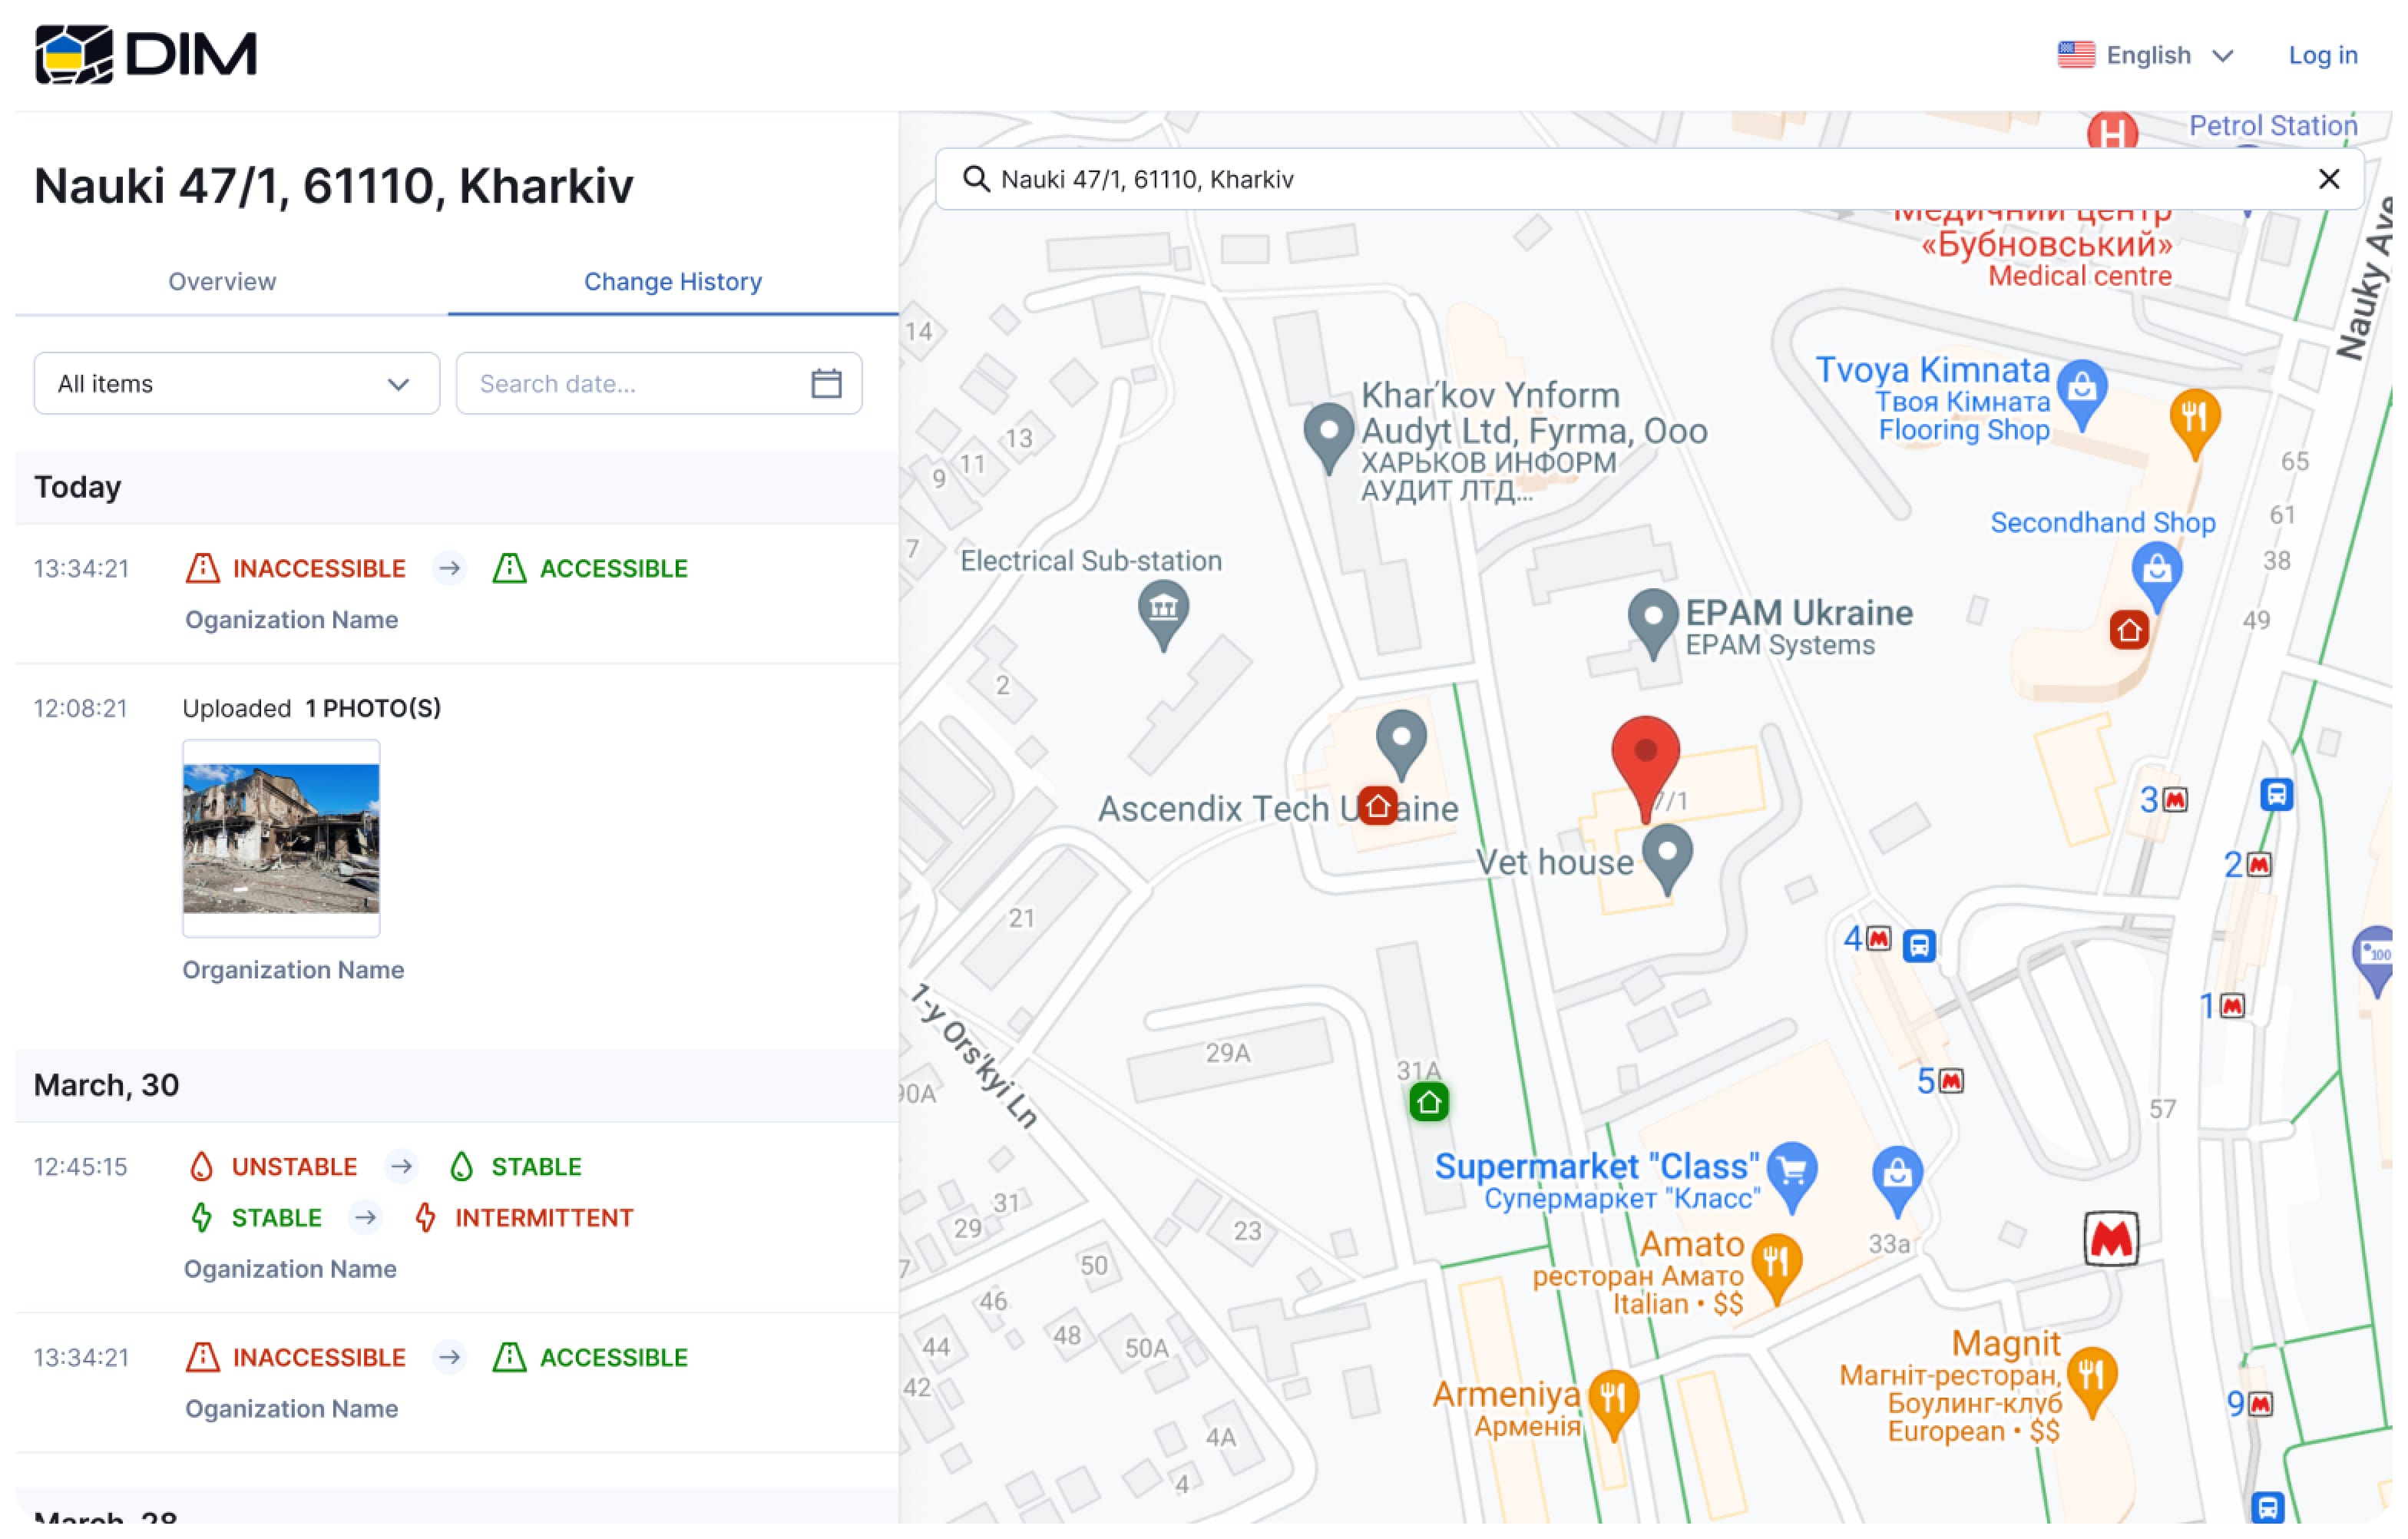 DIM
English
Log in
Nauki 47/1, 61110, Kharkiv
Overview
Change History
All items
Search date...
Today
13:34:21
INACCESSIBLE
ACCESSIBLE
Oganization Name
12:08:21
Uploaded 1 PHOTO(S)
Organization Name
March, 30
12:45:15
UNSTABLE
STABLE
STABLE
INTERMITTENT
Oganization Name
13:34:21
INACCESSIBLE
ACCESSIBLE
Oganization Name
March, 28
H
Petrol Station
Nauki 47/1, 61110, Kharkiv
Медичний центр
«Бубновський»
Medical centre
Nauky Ave
14
Tvoya Kimnata
Твоя Кімната
Flooring Shop
Khar'kov Ynform
Audyt Ltd, Fyrma, Ooo
ХАРЬКОВ ИНФОРМ
АУДИТ ЛТД...
13
11
9
65
61
Secondhand Shop
7
Electrical Sub-station
38
EPAM Ukraine
EPAM Systems
49
2
Ascendix Tech Ukraine
7/1
3 M
Vet house
2 M
21
4 M
100
1 M
1-y Ors'kyi Ln
29A
31A
90A
5 M
57
Supermarket "Class"
Супермаркет "Класс"
31
29
23
33а
M
Amato
ресторан Амато
Italian • $$
7
50
46
48
50A
44
42
Magnit
Магніт-ресторан,
Боулинг-клуб
European • $$
Armeniya
Арменія
9 M
4A
4